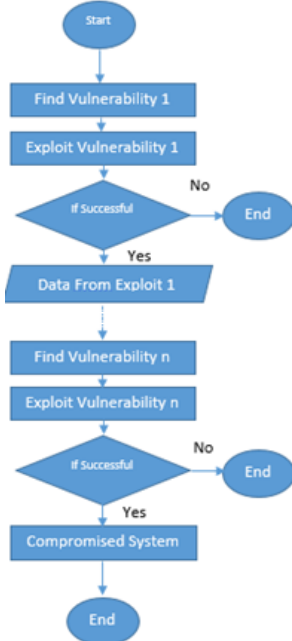 Start
Find Vulnerability 1
Exploit Vulnerability 1
If Successful
No
End
Yes
Data From Exploit 1
Find Vulnerability n
Exploit Vulnerability n
If Successful
No
End
Yes
Compromised System
End